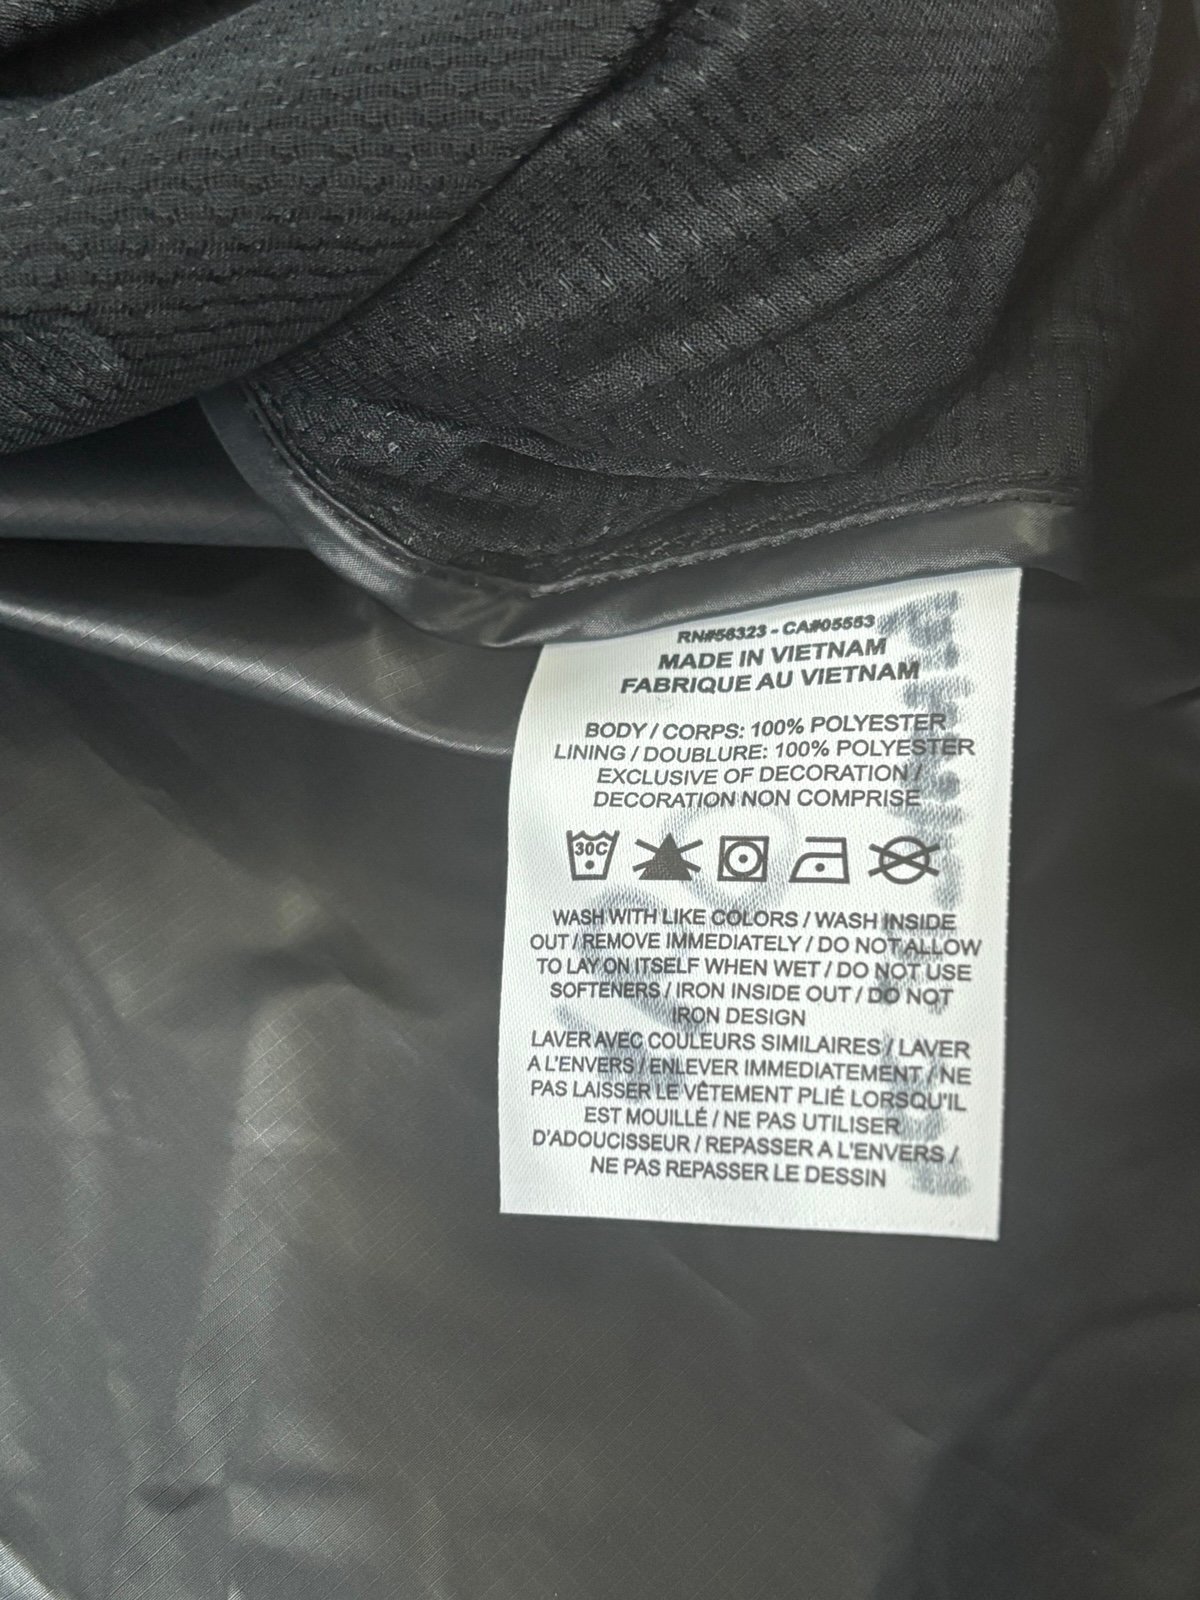 RN#56323 - CA#05553
MADE IN VIETNAM
FABRIQUE AU VIETNAM
BODY / CORPS: 100% POLYESTER
LINING / DOUBLURE: 100% POLYESTER
EXCLUSIVE OF DECORATION /
DECORATION NON COMPRISE
30C
WASH WITH LIKE COLORS / WASH INSIDE
OUT / REMOVE IMMEDIATELY / DO NOT ALLOW
TO LAY ON ITSELF WHEN WET / DO NOT USE
SOFTENERS / IRON INSIDE OUT / DO NOT
IRON DESIGN
LAVER AVEC COULEURS SIMILAIRES / LAVER
A L'ENVERS / ENLEVER IMMEDIATEMENT / NE
PAS LAISSER LE VÊTEMENT PLIÉ LORSQU'IL
EST MOUILLÉ / NE PAS UTILISER
D'ADOUCISSEUR / REPASSER A L'ENVERS /
NE PAS REPASSER LE DESSIN